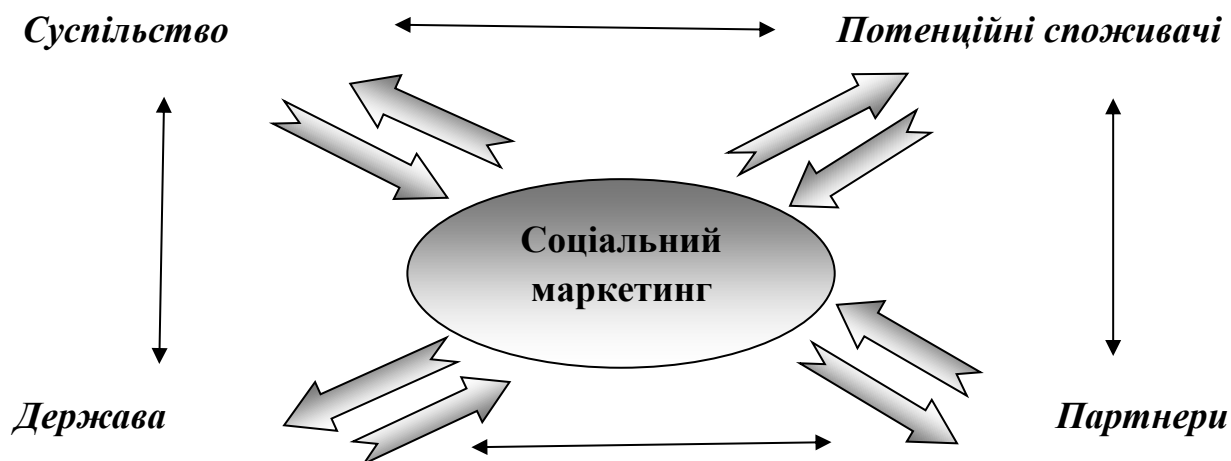 Суспільство
Потенційні споживачі
Соціальний
маркетинг
Держава
Партнери